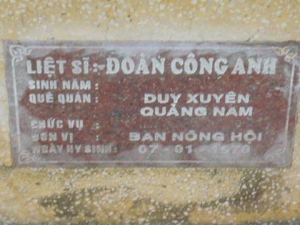 LIỆT SĨ: ĐOÀN CÔNG ANH
SINH NĂM :
QUÊ QUÁN : DUY XUYÊN
QUẢNG NAM
CHỨC VỤ :
ĐƠN VỊ : BAN NÔNG HỘI
NGÀY HY SINH: 07 - 01 - 1970